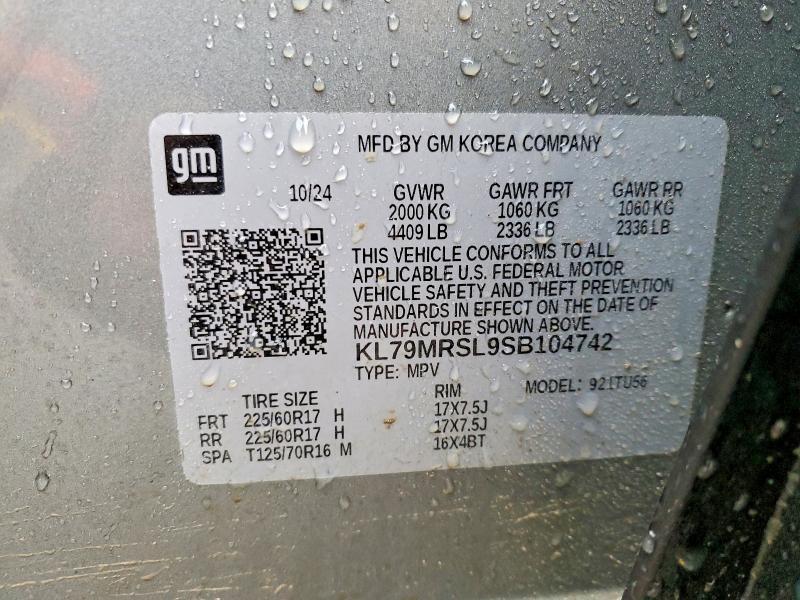 gm
MFD BY GM KOREA COMPANY
10/24 GVWR GAWR FRT GAWR RR
2000 KG 1060 KG 1060 KG
4409 LB 2336 LB 2336 LB
THIS VEHICLE CONFORMS TO ALL
APPLICABLE U.S. FEDERAL MOTOR
VEHICLE SAFETY AND THEFT PREVENTION
STANDARDS IN EFFECT ON THE DATE OF
MANUFACTURE SHOWN ABOVE.
KL79MRSL9SB104742
TYPE: MPV MODEL: 921TU56
TIRE SIZE RIM
FRT 225/60R17 H 17X7.5J
RR 225/60R17 H 17X7.5J
SPA T125/70R16 M 16X4BT